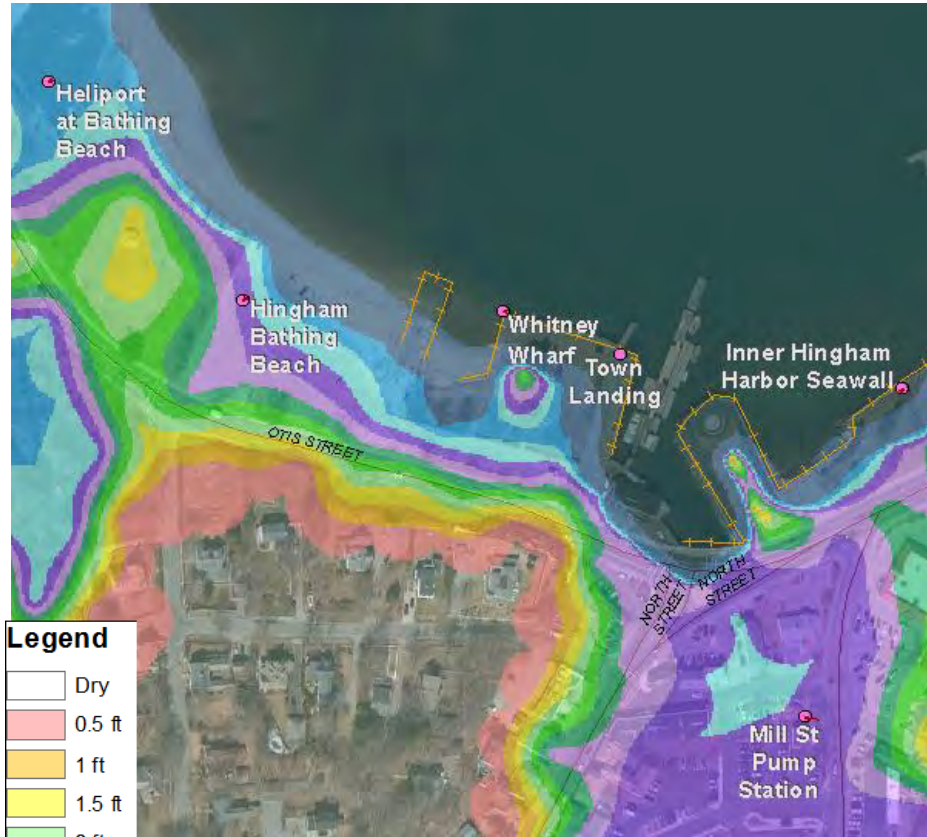 Heliport
at Bathing
Beach
Hingham
Bathing
Beach
Whitney
Wharf
Town
Landing
Inner Hingham
Harbor Seawall
OTIS STREET
NORTH
STREET
NORTH
STREET
Mill St
Pump
Station
Legend
Dry
0.5 ft
1 ft
1.5 ft